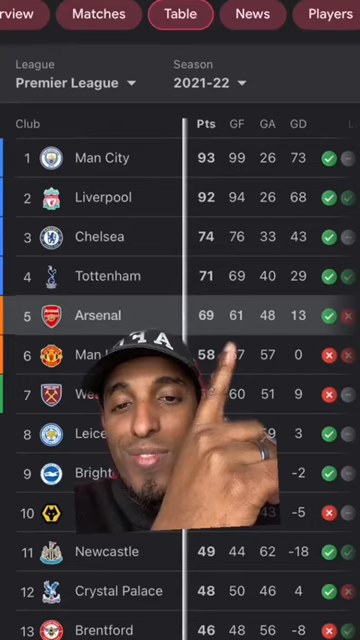 rview Matches Table News Players
League Season
Premier League 2021-22
Club Pts GF GA GD L
1 Man City 93 99 26 73
2 Liverpool 92 94 26 68
3 Chelsea 74 76 33 43
4 Tottenham 71 69 40 29
5 Arsenal 69 61 48 13
6 Man 58 57 0
7 We 60 51 9
8 Leice 3
9 Bright -2
10 -5
11 Newcastle 49 44 62 -18
12 Crystal Palace 48 50 46 4
13 Brentford 46 48 56 -8